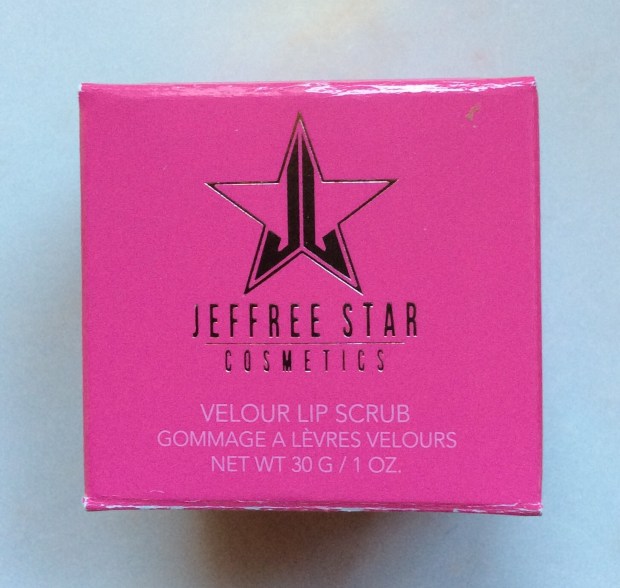 JEFFREE STAR
COSMETICS
VELOUR LIP SCRUB
GOMMAGE A LÈVRES VELOURS
NET WT 30 G / 1 OZ.